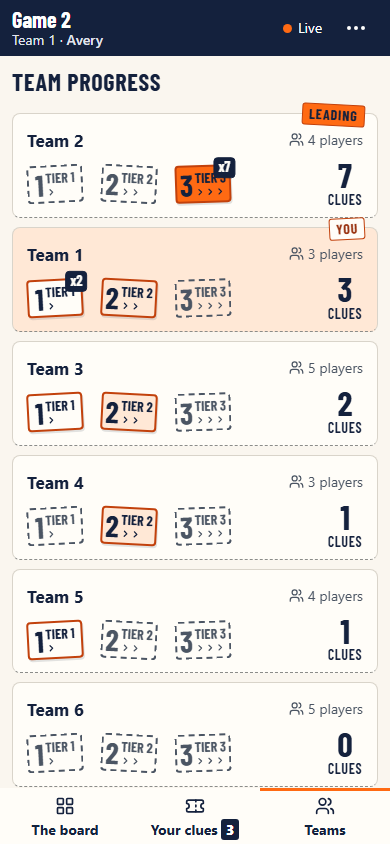 Game 2
Team 1 · Avery
Live
TEAM PROGRESS
LEADING
Team 2
4 players
1 TIER 1 ›
2 TIER 2 › ›
3 TIER 3 x7
7
CLUES
YOU
Team 1
3 players
1 TIER 1 › x2
2 TIER 2 › ›
3 TIER 3 › › ›
3
CLUES
Team 3
5 players
1 TIER 1 ›
2 TIER 2 › ›
3 TIER 3 › › ›
2
CLUES
Team 4
3 players
1 TIER 1 ›
2 TIER 2 › ›
3 TIER 3 › › ›
1
CLUES
Team 5
4 players
1 TIER 1 ›
2 TIER 2 › ›
3 TIER 3 › › ›
1
CLUES
Team 6
5 players
1 TIER 1 ›
2 TIER 2 › ›
3 TIER 3 › › ›
0
CLUES
The board
Your clues 3
Teams